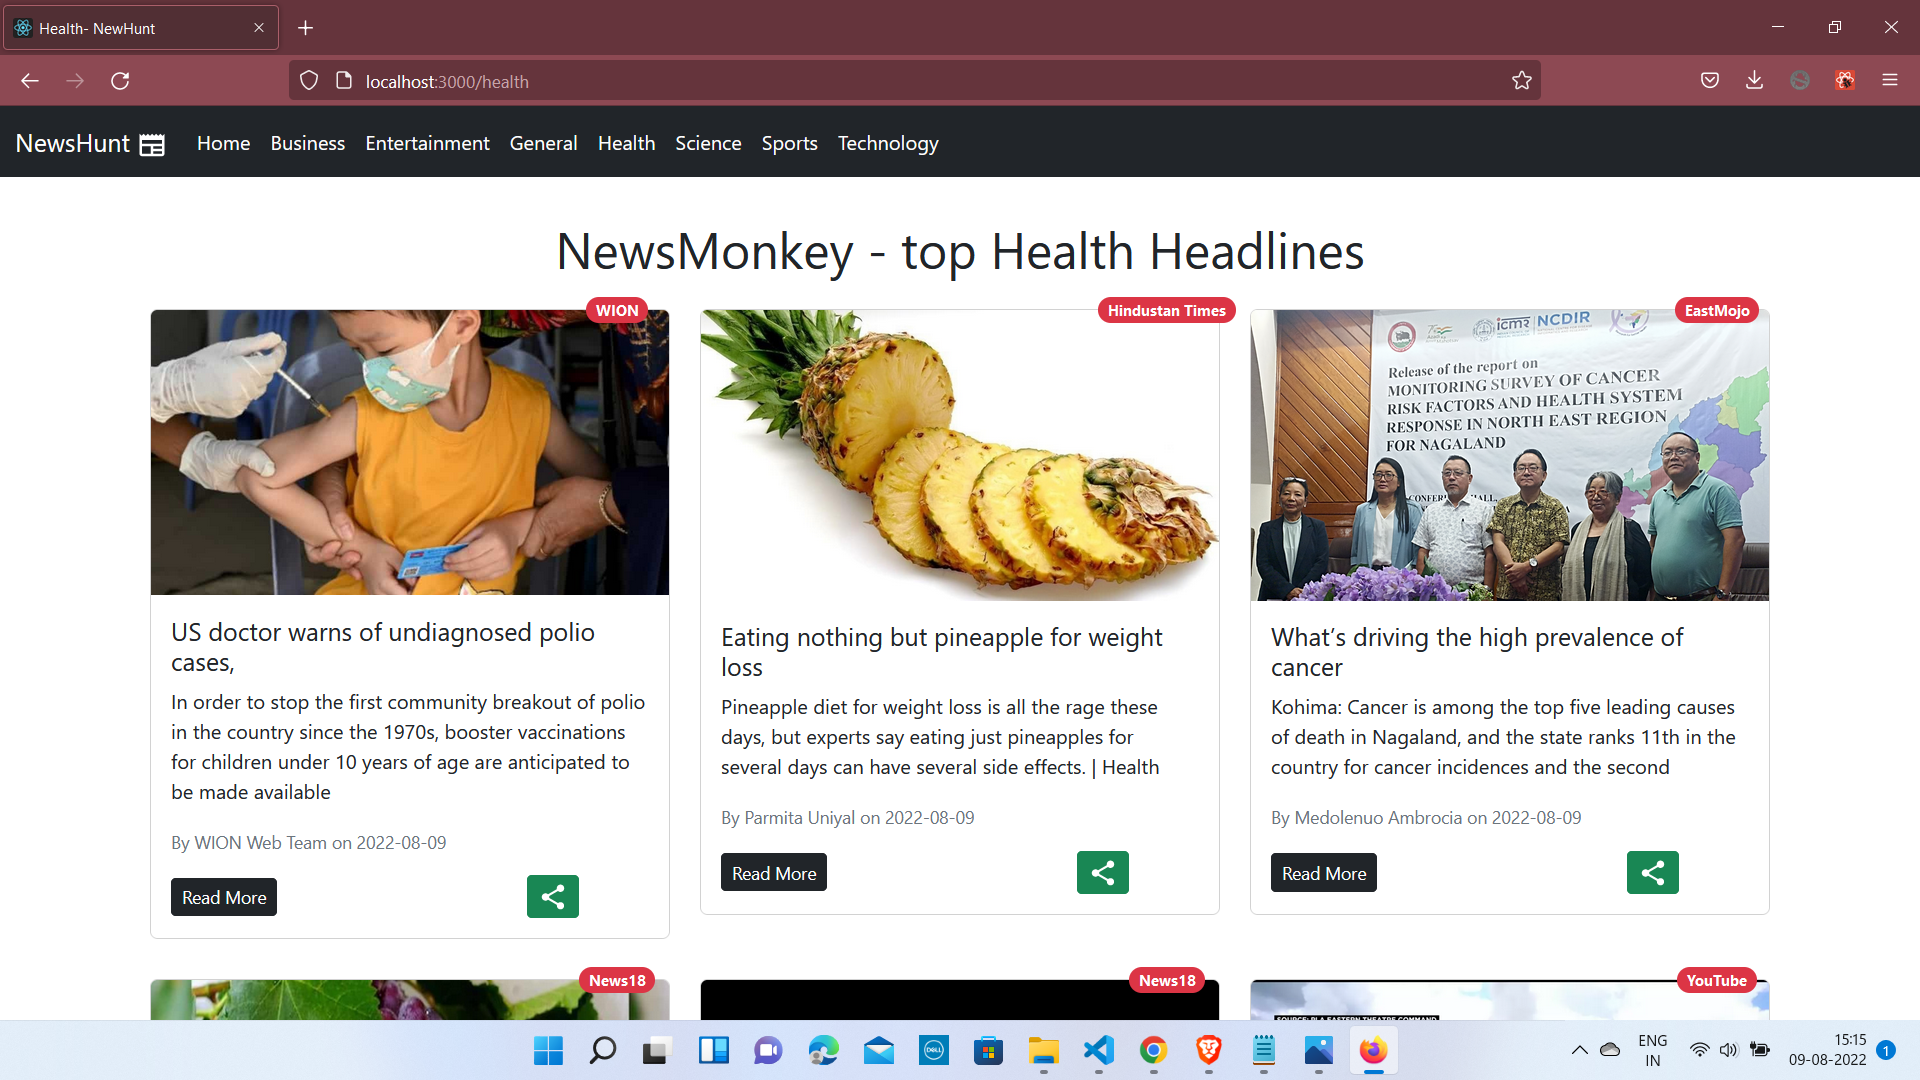 Health- NewHunt
localhost:3000/health
NewsHunt Home Business Entertainment General Health Science Sports Technology
NewsMonkey - top Health Headlines
WION
Hindustan Times
EastMojo
icmr NCDIR
Release of the report on
MONITORING SURVEY OF CANCER
RISK FACTORS AND HEALTH SYSTEM
RESPONSE IN NORTH EAST REGION
FOR NAGALAND
US doctor warns of undiagnosed polio
cases,
In order to stop the first community breakout of polio
in the country since the 1970s, booster vaccinations
for children under 10 years of age are anticipated to
be made available
By WION Web Team on 2022-08-09
Read More
Eating nothing but pineapple for weight
loss
Pineapple diet for weight loss is all the rage these
days, but experts say eating just pineapples for
several days can have several side effects. | Health
By Parmita Uniyal on 2022-08-09
Read More
What’s driving the high prevalence of
cancer
Kohima: Cancer is among the top five leading causes
of death in Nagaland, and the state ranks 11th in the
country for cancer incidences and the second
By Medolenuo Ambrocia on 2022-08-09
Read More
News18
News18
YouTube
SOURCE: PLA EASTERN THEATRE COMMAND
DELL
ENG
IN
15:15
09-08-2022
1